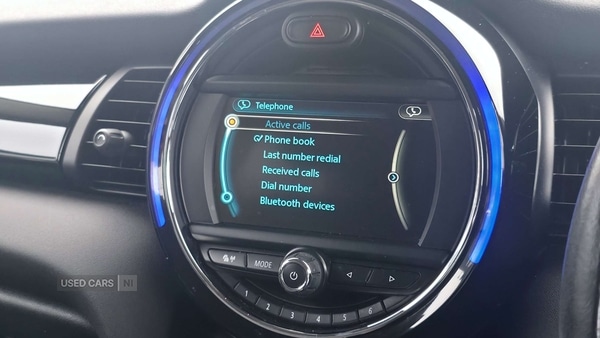 Telephone
Active calls
Phone book
Last number redial
Received calls
Dial number
Bluetooth devices
MODE
1 2 3 4 5 6
USED CARS NI